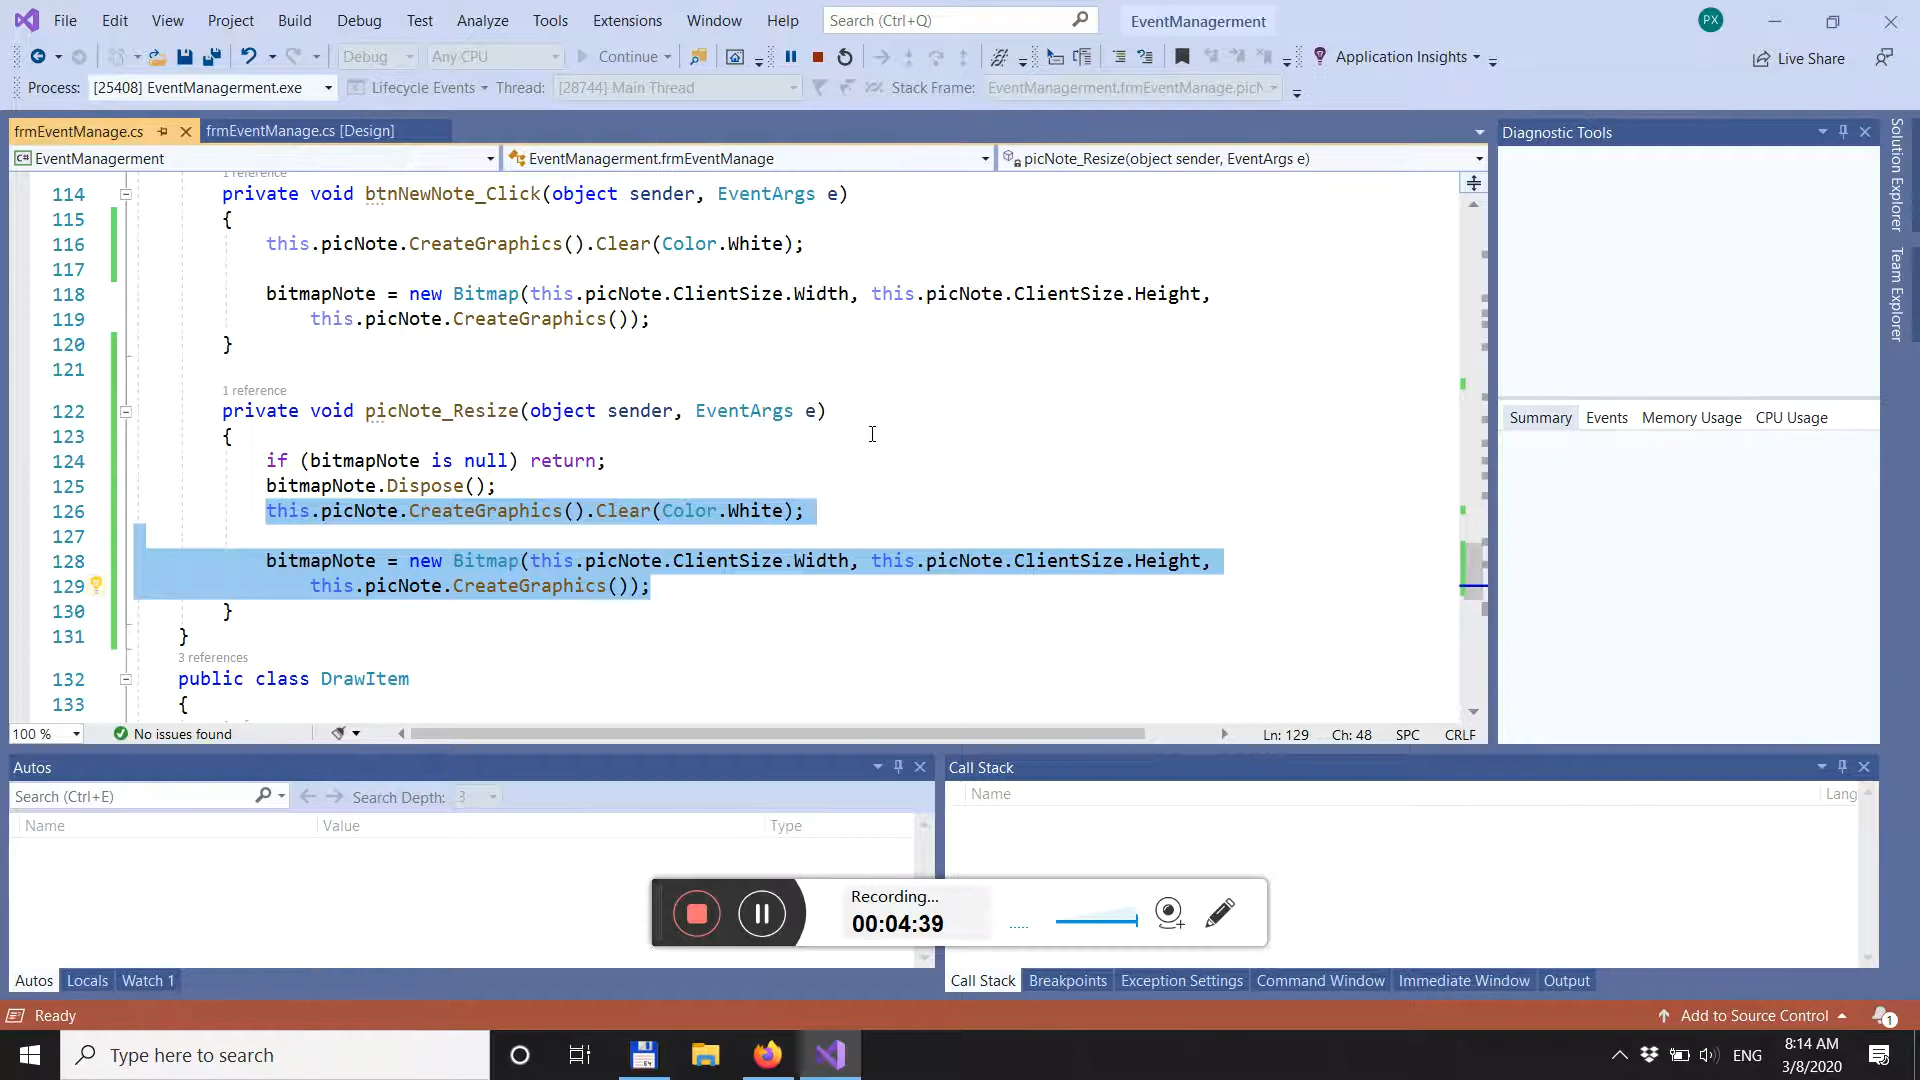 File Edit View Project Build Debug Test Analyze Tools Extensions Window Help Search (Ctrl+Q) EventManagerment PX
Debug Any CPU Continue Application Insights Live Share
Process: [25408] EventManagerment.exe Lifecycle Events Thread: [28744] Main Thread Stack Frame: EventManagerment.frmEventManage.picN
frmEventManage.cs frmEventManage.cs [Design] Diagnostic Tools
EventManagerment EventManagerment.frmEventManage picNote_Resize(object sender, EventArgs e)
Solution Explorer
Team Explorer
1 reference
114 private void btnNewNote_Click(object sender, EventArgs e)
115 {
116 this.picNote.CreateGraphics().Clear(Color.White);
117
118 bitmapNote = new Bitmap(this.picNote.ClientSize.Width, this.picNote.ClientSize.Height,
119 this.picNote.CreateGraphics());
120 }
121
1 reference
122 private void picNote_Resize(object sender, EventArgs e)
123 {
124 if (bitmapNote is null) return;
125 bitmapNote.Dispose();
126 this.picNote.CreateGraphics().Clear(Color.White);
127
128 bitmapNote = new Bitmap(this.picNote.ClientSize.Width, this.picNote.ClientSize.Height,
129 this.picNote.CreateGraphics());
130 }
131 }
3 references
132 public class DrawItem
133 {
Summary Events Memory Usage CPU Usage
100 % No issues found Ln: 129 Ch: 48 SPC CRLF
Autos
Search (Ctrl+E) Search Depth: 3
Name Value Type
Call Stack
Name Lang
Recording...
00:04:39
Autos Locals Watch 1
Call Stack Breakpoints Exception Settings Command Window Immediate Window Output
Ready Add to Source Control 1
Type here to search
64
ENG
8:14 AM
3/8/2020